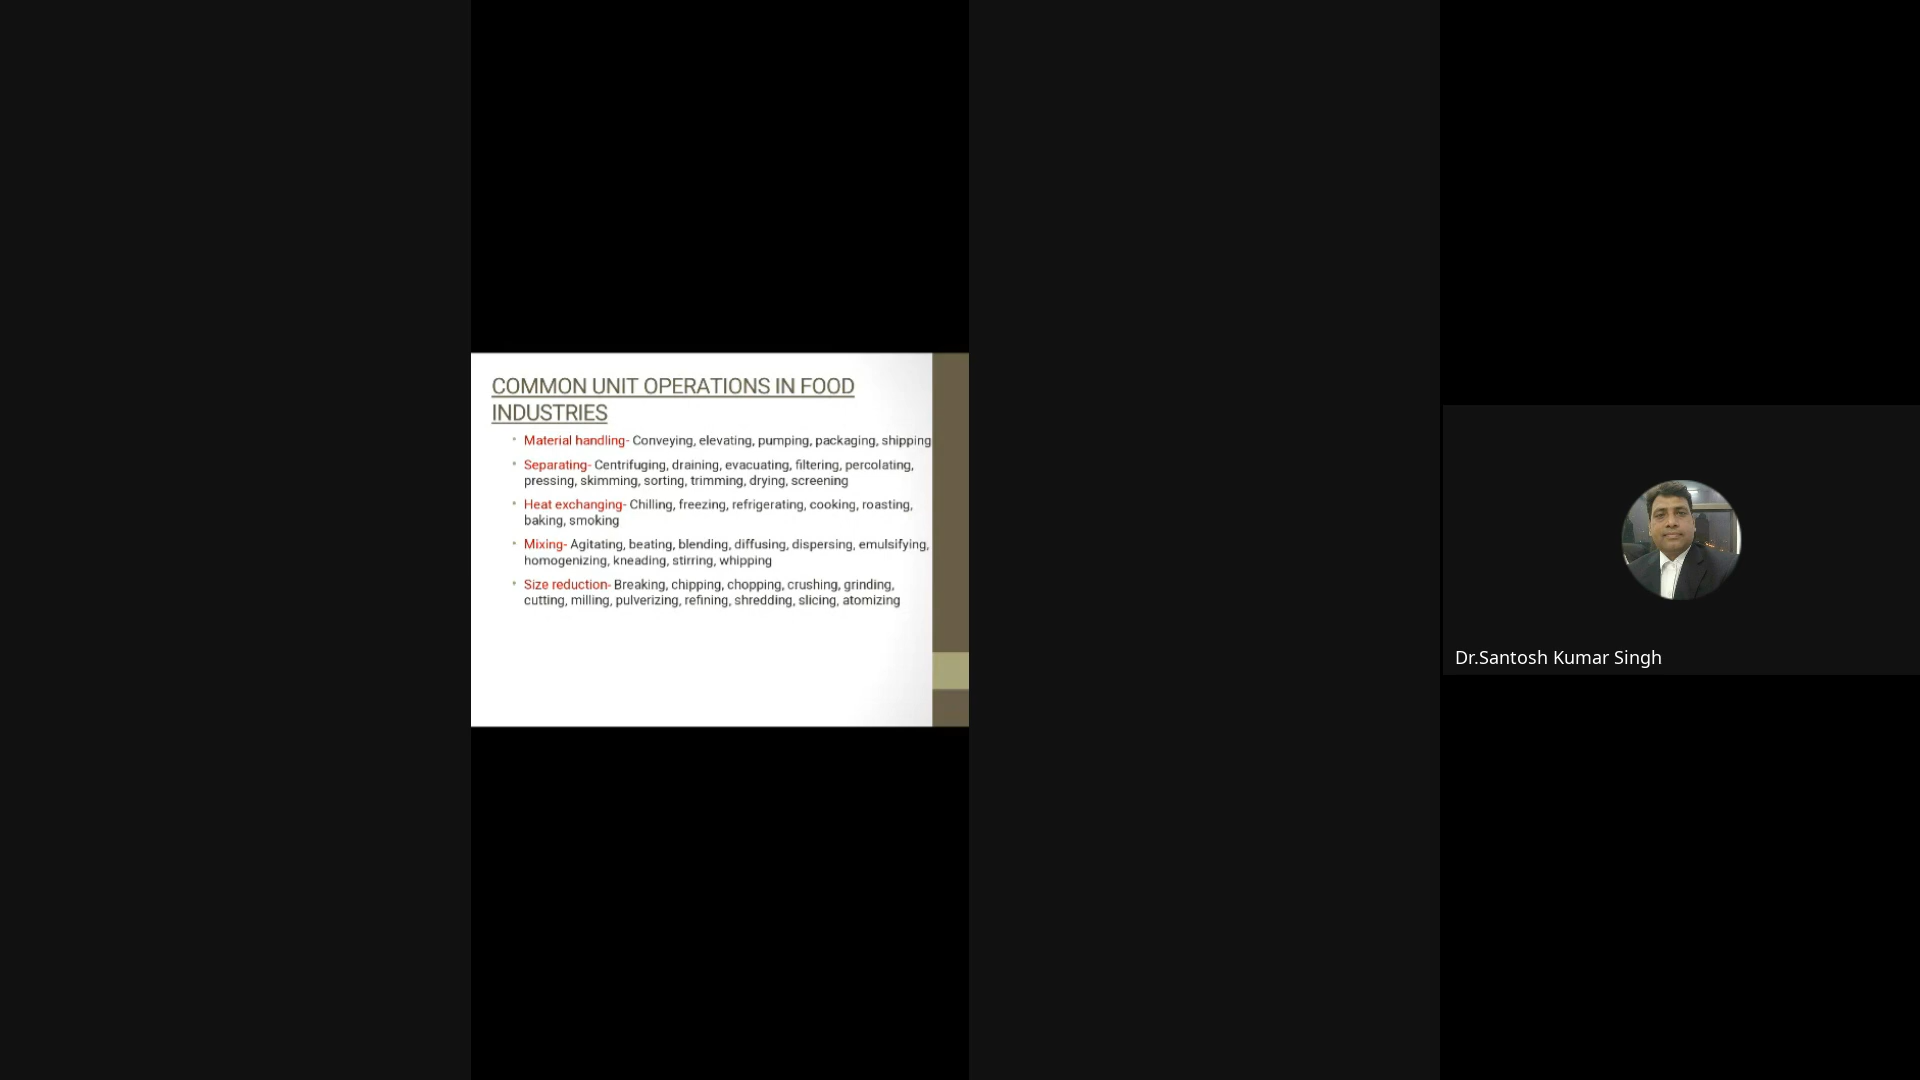 COMMON UNIT OPERATIONS IN FOOD
INDUSTRIES
• Material handling- Conveying, elevating, pumping, packaging, shipping
• Separating- Centrifuging, draining, evacuating, filtering, percolating,
pressing, skimming, sorting, trimming, drying, screening
• Heat exchanging- Chilling, freezing, refrigerating, cooking, roasting,
baking, smoking
• Mixing- Agitating, beating, blending, diffusing, dispersing, emulsifying,
homogenizing, kneading, stirring, whipping
• Size reduction- Breaking, chipping, chopping, crushing, grinding,
cutting, milling, pulverizing, refining, shredding, slicing, atomizing
Dr.Santosh Kumar Singh